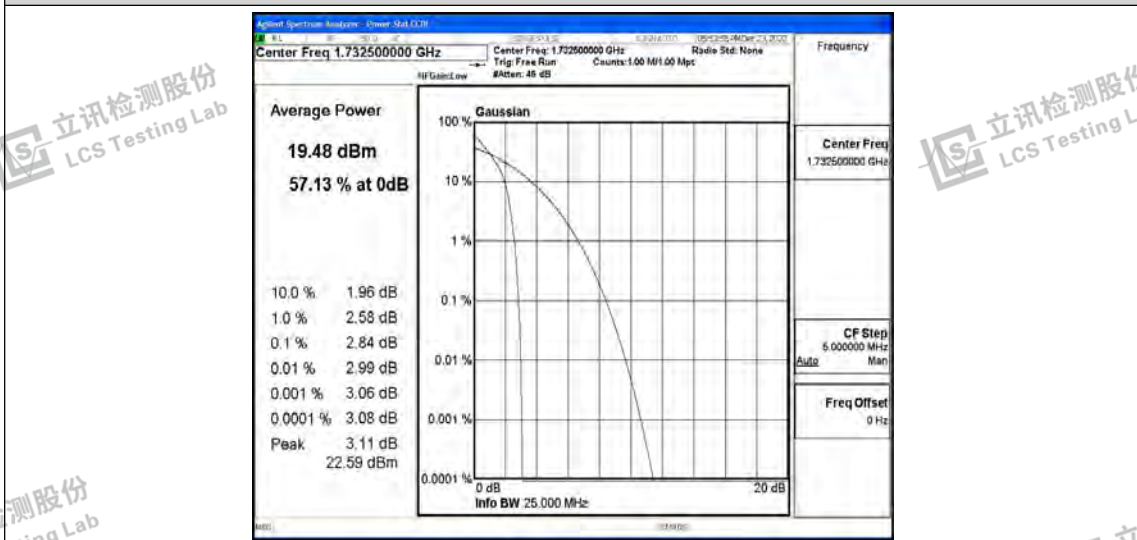 Agilent Spectrum Analyzer - Power Stat CCDF
Center Freq 1.732500000 GHz
Center Freq: 1.732500000 GHz
Radio Std: None
Trig: Free Run
Counts:1.00 M/1.00 Mpt
#IFGain:Low
#Atten: 46 dB
Frequency
Average Power
19.48 dBm
57.13 % at 0dB
10.0 % 1.96 dB
1.0 % 2.58 dB
0.1 % 2.84 dB
0.01 % 2.99 dB
0.001 % 3.06 dB
0.0001 % 3.08 dB
Peak 3.11 dB
22.59 dBm
Gaussian
100 %
10 %
1 %
0.1 %
0.01 %
0.001 %
0.0001 %
0 dB
20 dB
Info BW 25.000 MHz
Center Freq
1.732500000 GHz
CF Step
5.000000 MHz
Auto Man
Freq Offset
0 Hz
MSG
STATUS
立讯检测股份
LCS Testing Lab
立讯检测股份
LCS Testing L
测股份
ng Lab
立